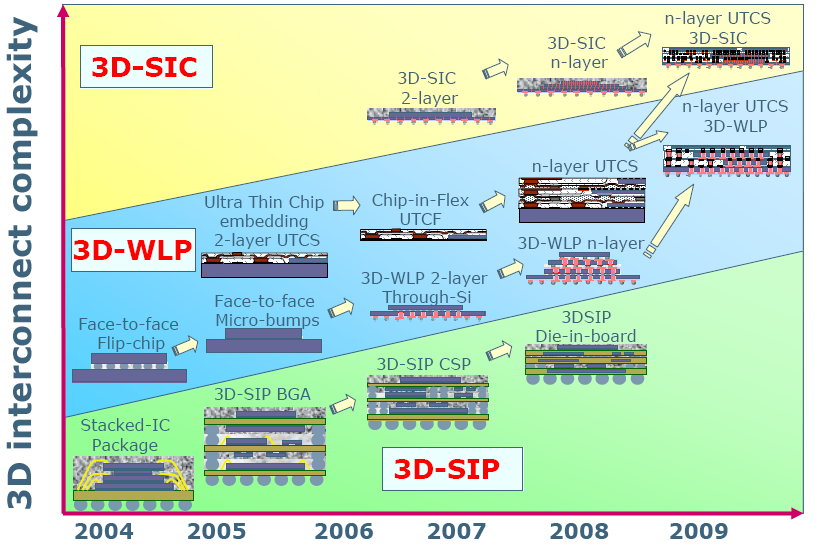 3D interconnect complexity
3D-SIC
3D-SIC
2-layer
3D-SIC
n-layer
n-layer UTCS
3D-SIC
3D-WLP
Face-to-face
Flip-chip
Face-to-face
Micro-bumps
Ultra Thin Chip
embedding
2-layer UTCS
Chip-in-Flex
UTCF
n-layer UTCS
n-layer UTCS
3D-WLP
3D-WLP 2-layer
Through-Si
3D-WLP n-layer
3D-SIP
Stacked-IC
Package
3D-SIP BGA
3D-SIP CSP
3DSIP
Die-in-board
2004
2005
2006
2007
2008
2009